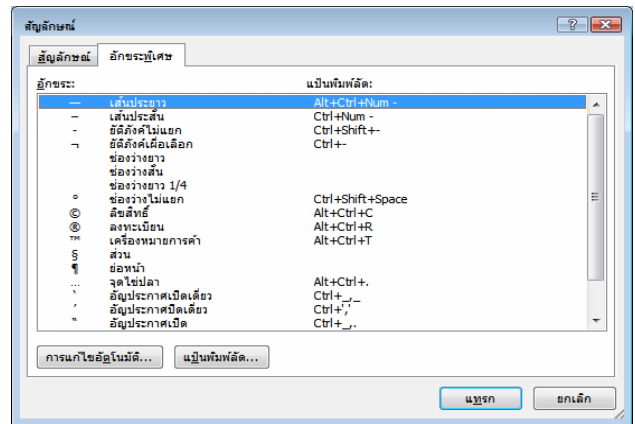 สัญลักษณ์
สัญลักษณ์ อักขระพิเศษ
อักขระ: แป้นพิมพ์ลัด:
— เส้นประยาว Alt+Ctrl+Num -
– เส้นประสั้น Ctrl+Num -
- ยัติภังค์ไม่แยก Ctrl+Shift+-
¬ ยัติภังค์เผื่อเลือก Ctrl+-
ช่องว่างยาว
ช่องว่างสั้น
ช่องว่างยาว 1/4
° ช่องว่างไม่แยก Ctrl+Shift+Space
© ลิขสิทธิ์ Alt+Ctrl+C
® ลงทะเบียน Alt+Ctrl+R
™ เครื่องหมายการค้า Alt+Ctrl+T
§ ส่วน
¶ ย่อหน้า
… จุดไข่ปลา Alt+Ctrl+.
‘ อัญประกาศเปิดเดี่ยว Ctrl+_,_
’ อัญประกาศปิดเดี่ยว Ctrl+','
“ อัญประกาศเปิด Ctrl+_,.
การแก้ไขอัตโนมัติ... แป้นพิมพ์ลัด...
แทรก ยกเลิก